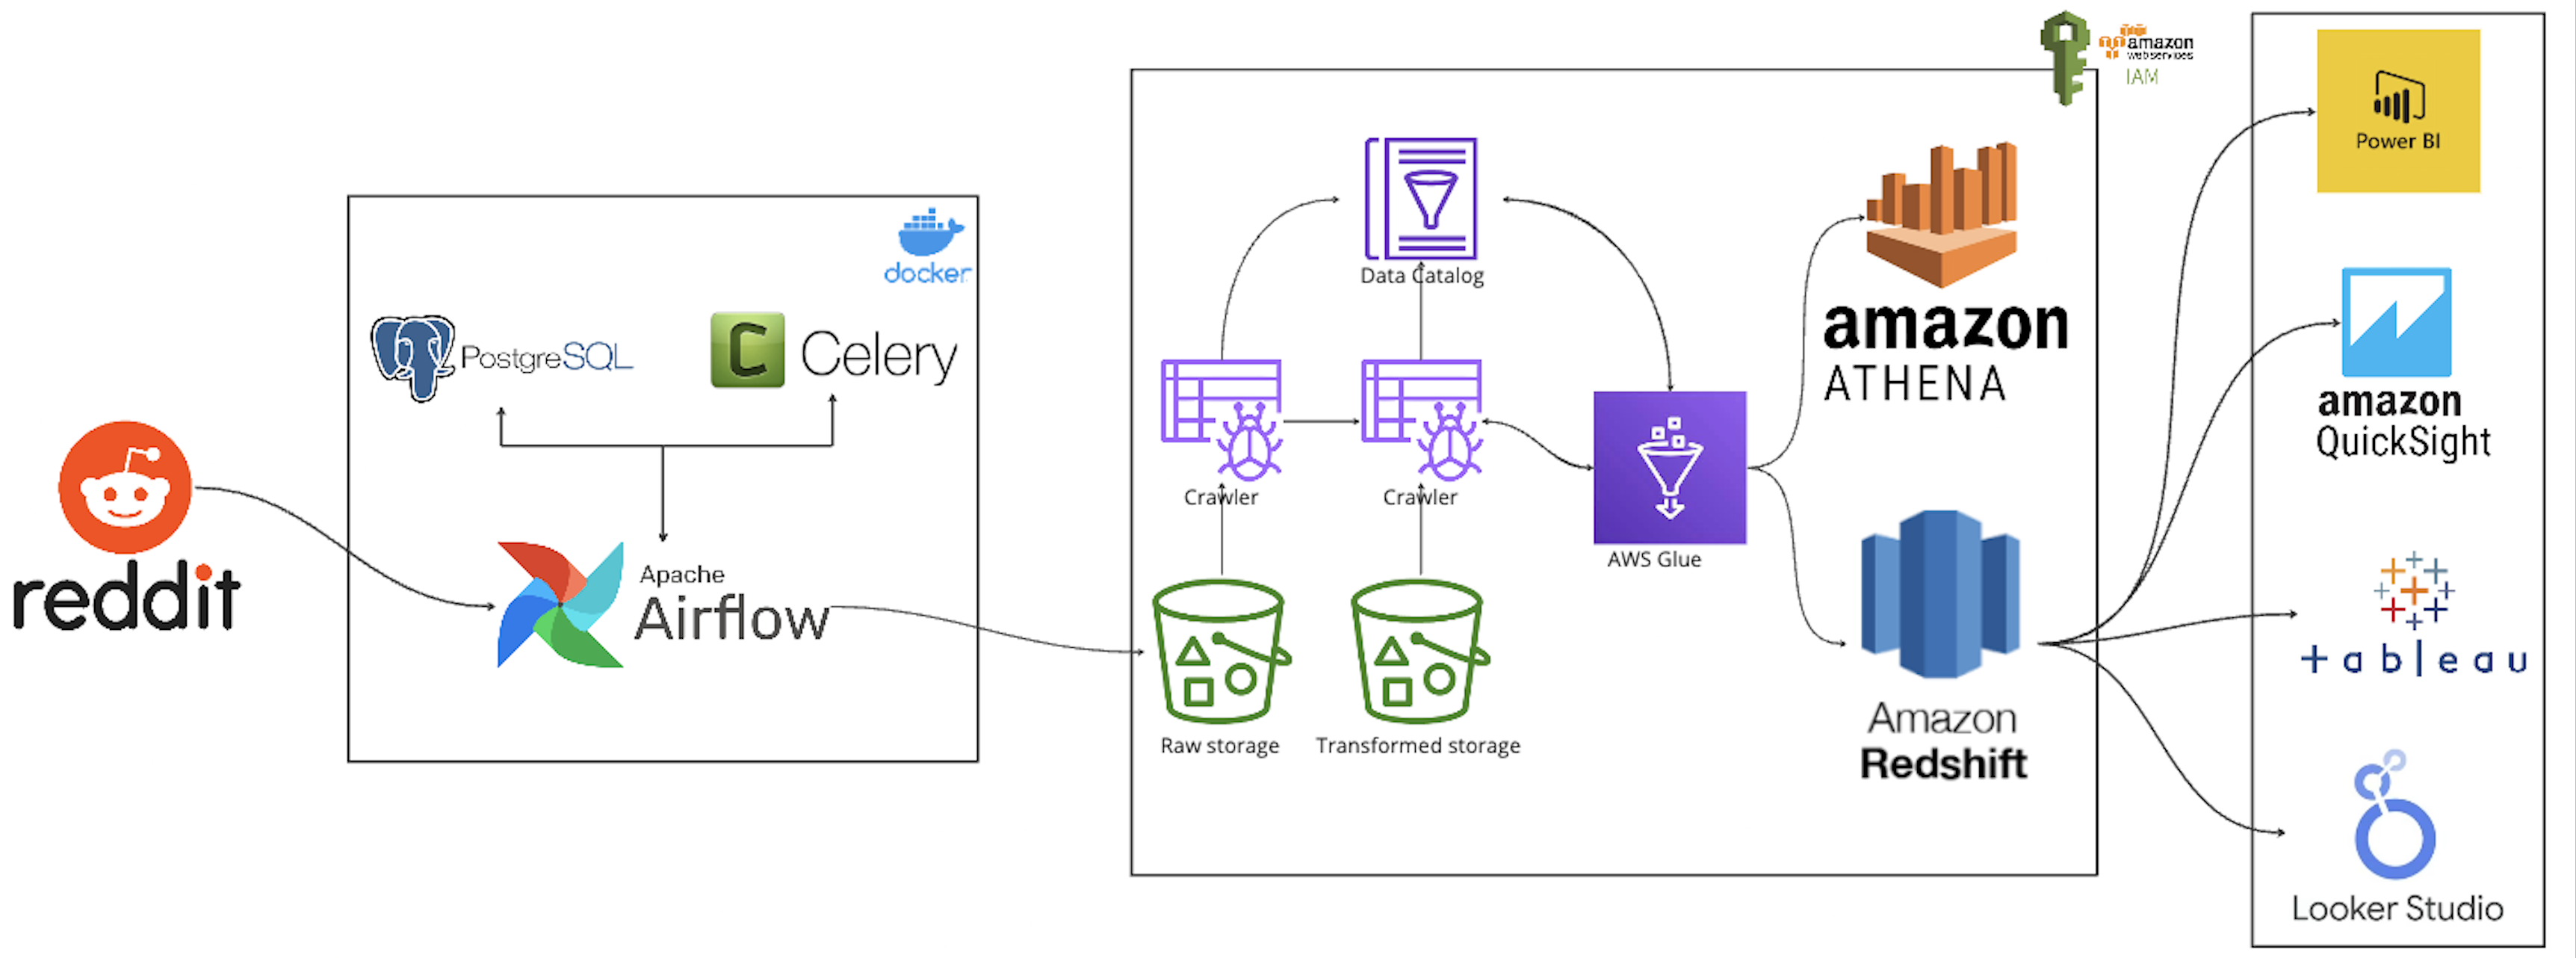 reddit
docker
PostgreSQL
Celery
Apache
Airflow
amazon
webservices
IAM
Data Catalog
Crawler
Crawler
Raw storage
Transformed storage
AWS Glue
amazon
ATHENA
Amazon
Redshift
Power BI
amazon
QuickSight
+ableau
Looker Studio